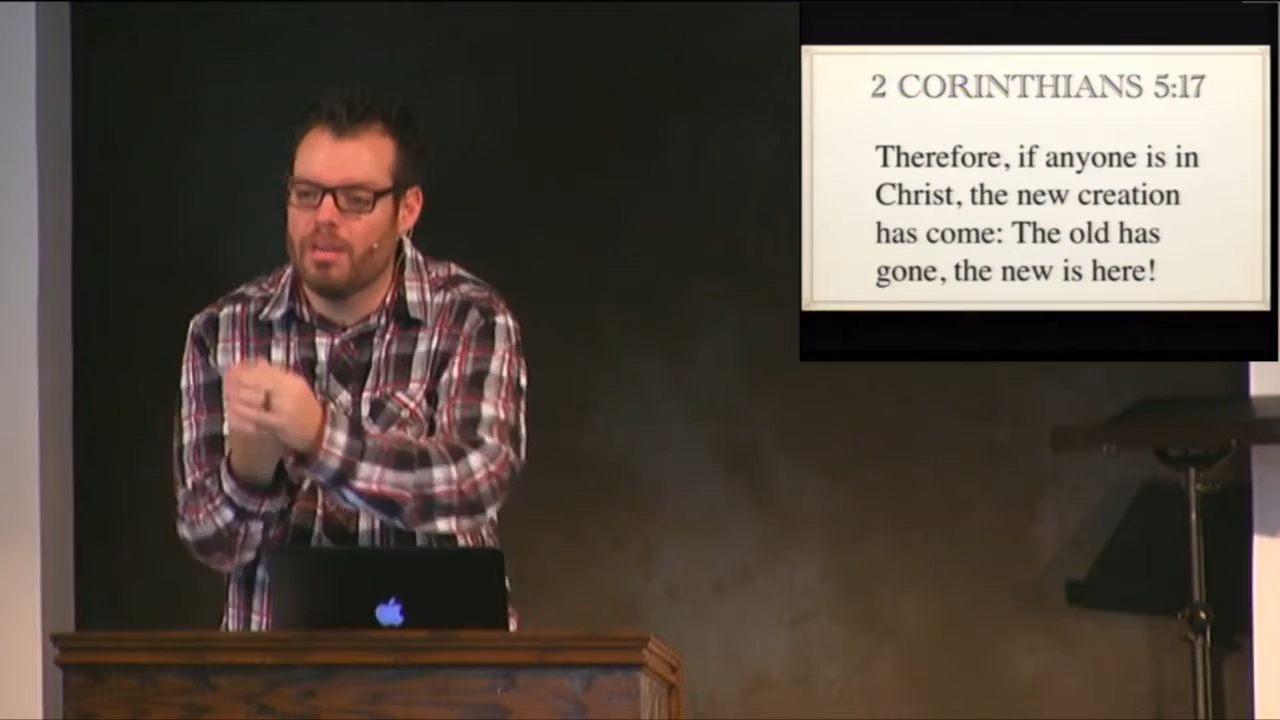 2 CORINTHIANS 5:17
Therefore, if anyone is in
Christ, the new creation
has come: The old has
gone, the new is here!